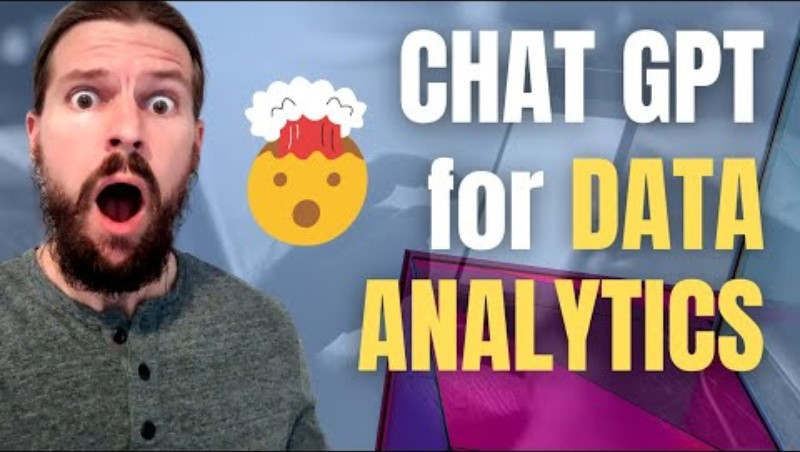 CHAT GPT
for DATA
ANALYTICS